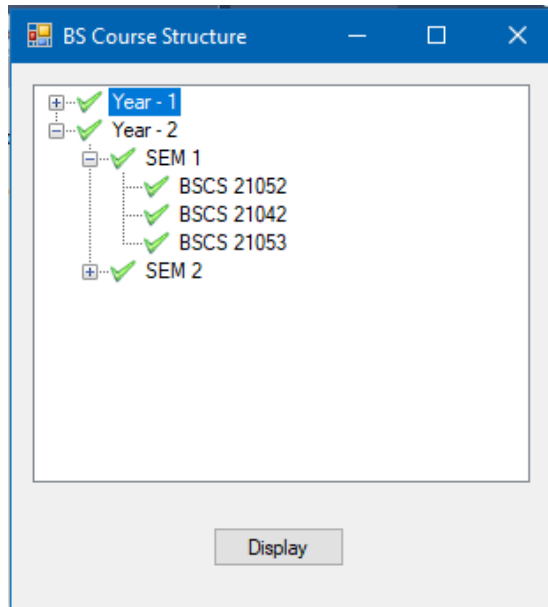 BS Course Structure
Year - 1
Year - 2
SEM 1
BSCS 21052
BSCS 21042
BSCS 21053
SEM 2
Display